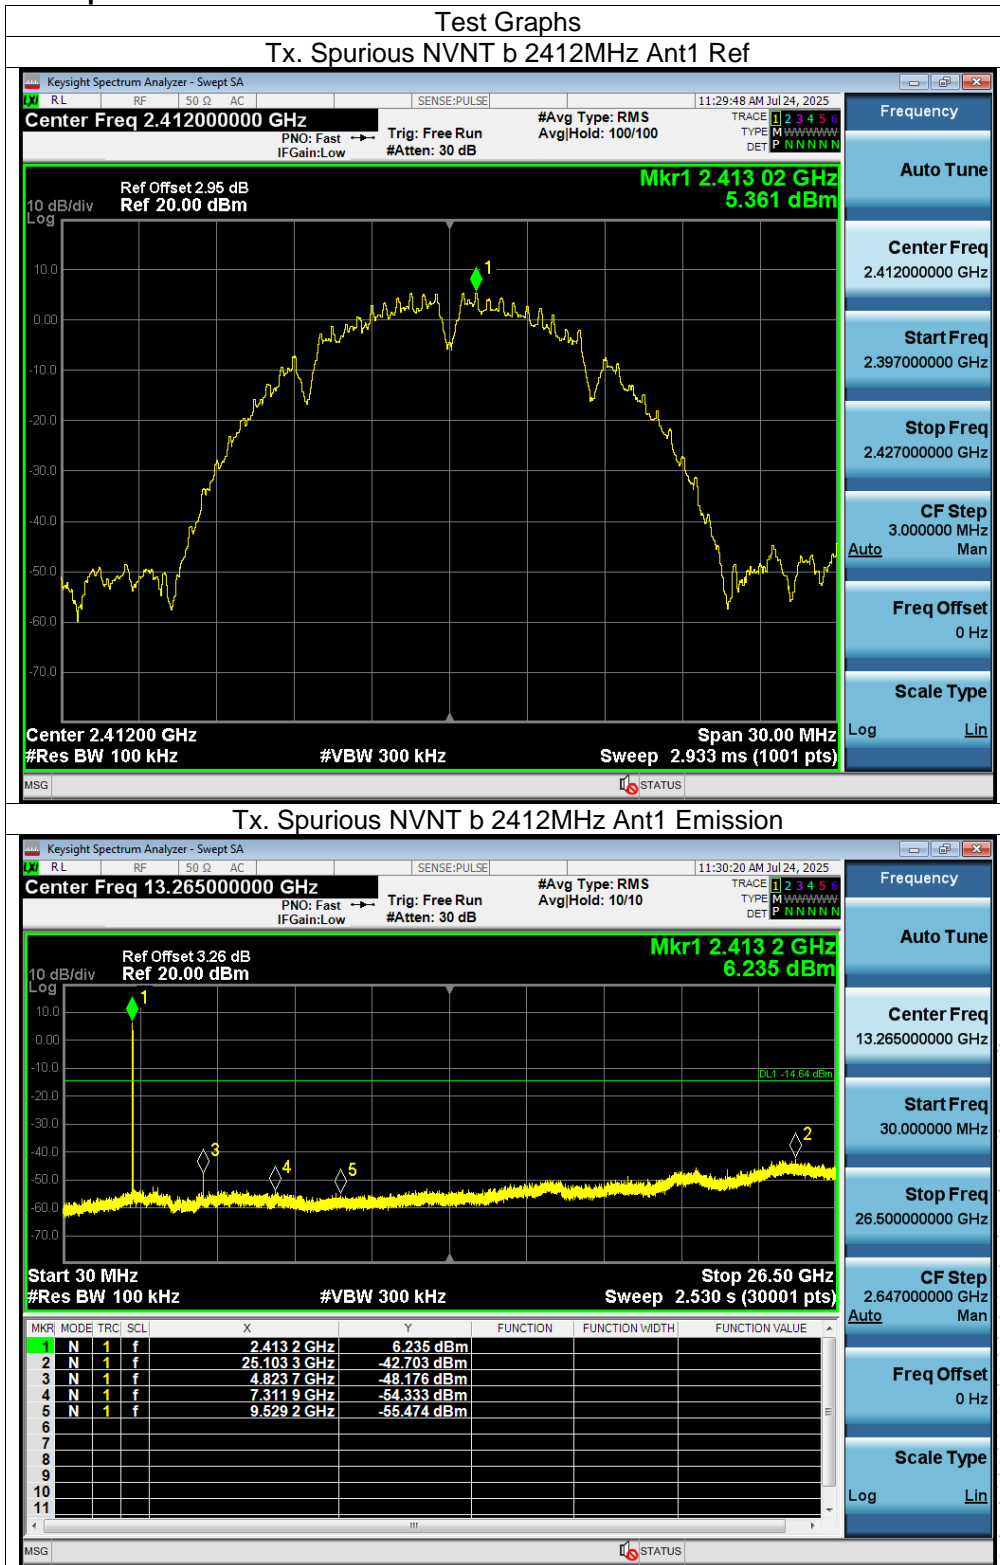 Test Graphs
Tx. Spurious NVNT b 2412MHz Ant1 Ref
Keysight Spectrum Analyzer - Swept SA
LXI RL RF 50 Ω AC SENSE:PULSE 11:29:48 AM Jul 24, 2025
Center Freq 2.412000000 GHz #Avg Type: RMS TRACE 1 2 3 4 5 6
PNO: Fast Trig: Free Run Avg|Hold: 100/100 TYPE M WWWWW
IFGain:Low #Atten: 30 dB DET P N N N N N
Frequency
Auto Tune
Center Freq
2.412000000 GHz
Start Freq
2.397000000 GHz
Stop Freq
2.427000000 GHz
CF Step
3.000000 MHz
Auto Man
Freq Offset
0 Hz
Scale Type
Log Lin
Mkr1 2.413 02 GHz
Ref Offset 2.95 dB
10 dB/div Ref 20.00 dBm 5.361 dBm
Log
1
10.0
0.00
-10.0
-20.0
-30.0
-40.0
-50.0
-60.0
-70.0
Center 2.41200 GHz Span 30.00 MHz
#Res BW 100 kHz #VBW 300 kHz Sweep 2.933 ms (1001 pts)
MSG STATUS
Tx. Spurious NVNT b 2412MHz Ant1 Emission
Keysight Spectrum Analyzer - Swept SA
LXI RL RF 50 Ω AC SENSE:PULSE 11:30:20 AM Jul 24, 2025
Center Freq 13.265000000 GHz #Avg Type: RMS TRACE 1 2 3 4 5 6
PNO: Fast Trig: Free Run Avg|Hold: 10/10 TYPE M WWWWW
IFGain:Low #Atten: 30 dB DET P N N N N N
Frequency
Auto Tune
Center Freq
13.265000000 GHz
Start Freq
30.000000 MHz
Stop Freq
26.500000000 GHz
CF Step
2.647000000 GHz
Auto Man
Freq Offset
0 Hz
Scale Type
Log Lin
Mkr1 2.413 2 GHz
Ref Offset 3.26 dB
10 dB/div Ref 20.00 dBm 6.235 dBm
Log
1
10.0
0.00
-10.0
DL1 -14.64 dBm
-20.0
-30.0
2
-40.0
3
4
5
-50.0
-60.0
-70.0
Start 30 MHz Stop 26.50 GHz
#Res BW 100 kHz #VBW 300 kHz Sweep 2.530 s (30001 pts)
MKR MODE TRC SCL X Y FUNCTION FUNCTION WIDTH FUNCTION VALUE
1 N 1 f 2.413 2 GHz 6.235 dBm
2 N 1 f 25.103 3 GHz -42.703 dBm
3 N 1 f 4.823 7 GHz -48.176 dBm
4 N 1 f 7.311 9 GHz -54.333 dBm
5 N 1 f 9.529 2 GHz -55.474 dBm
6
7
8
9
10
11
MSG STATUS